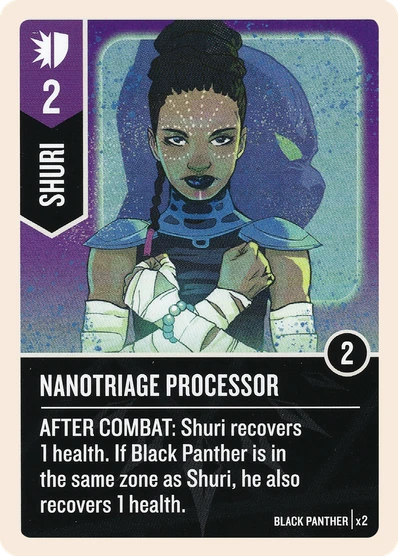 2
SHURI
2
NANOTRIAGE PROCESSOR
AFTER COMBAT: Shuri recovers
1 health. If Black Panther is in
the same zone as Shuri, he also
recovers 1 health.
BLACK PANTHER | x2